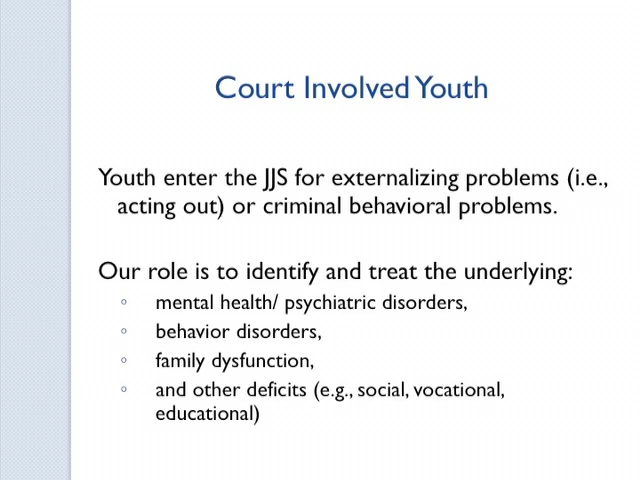 Court Involved Youth
Youth enter the JJS for externalizing problems (i.e.,
acting out) or criminal behavioral problems.
Our role is to identify and treat the underlying:
◦ mental health/ psychiatric disorders,
◦ behavior disorders,
◦ family dysfunction,
◦ and other deficits (e.g., social, vocational,
educational)